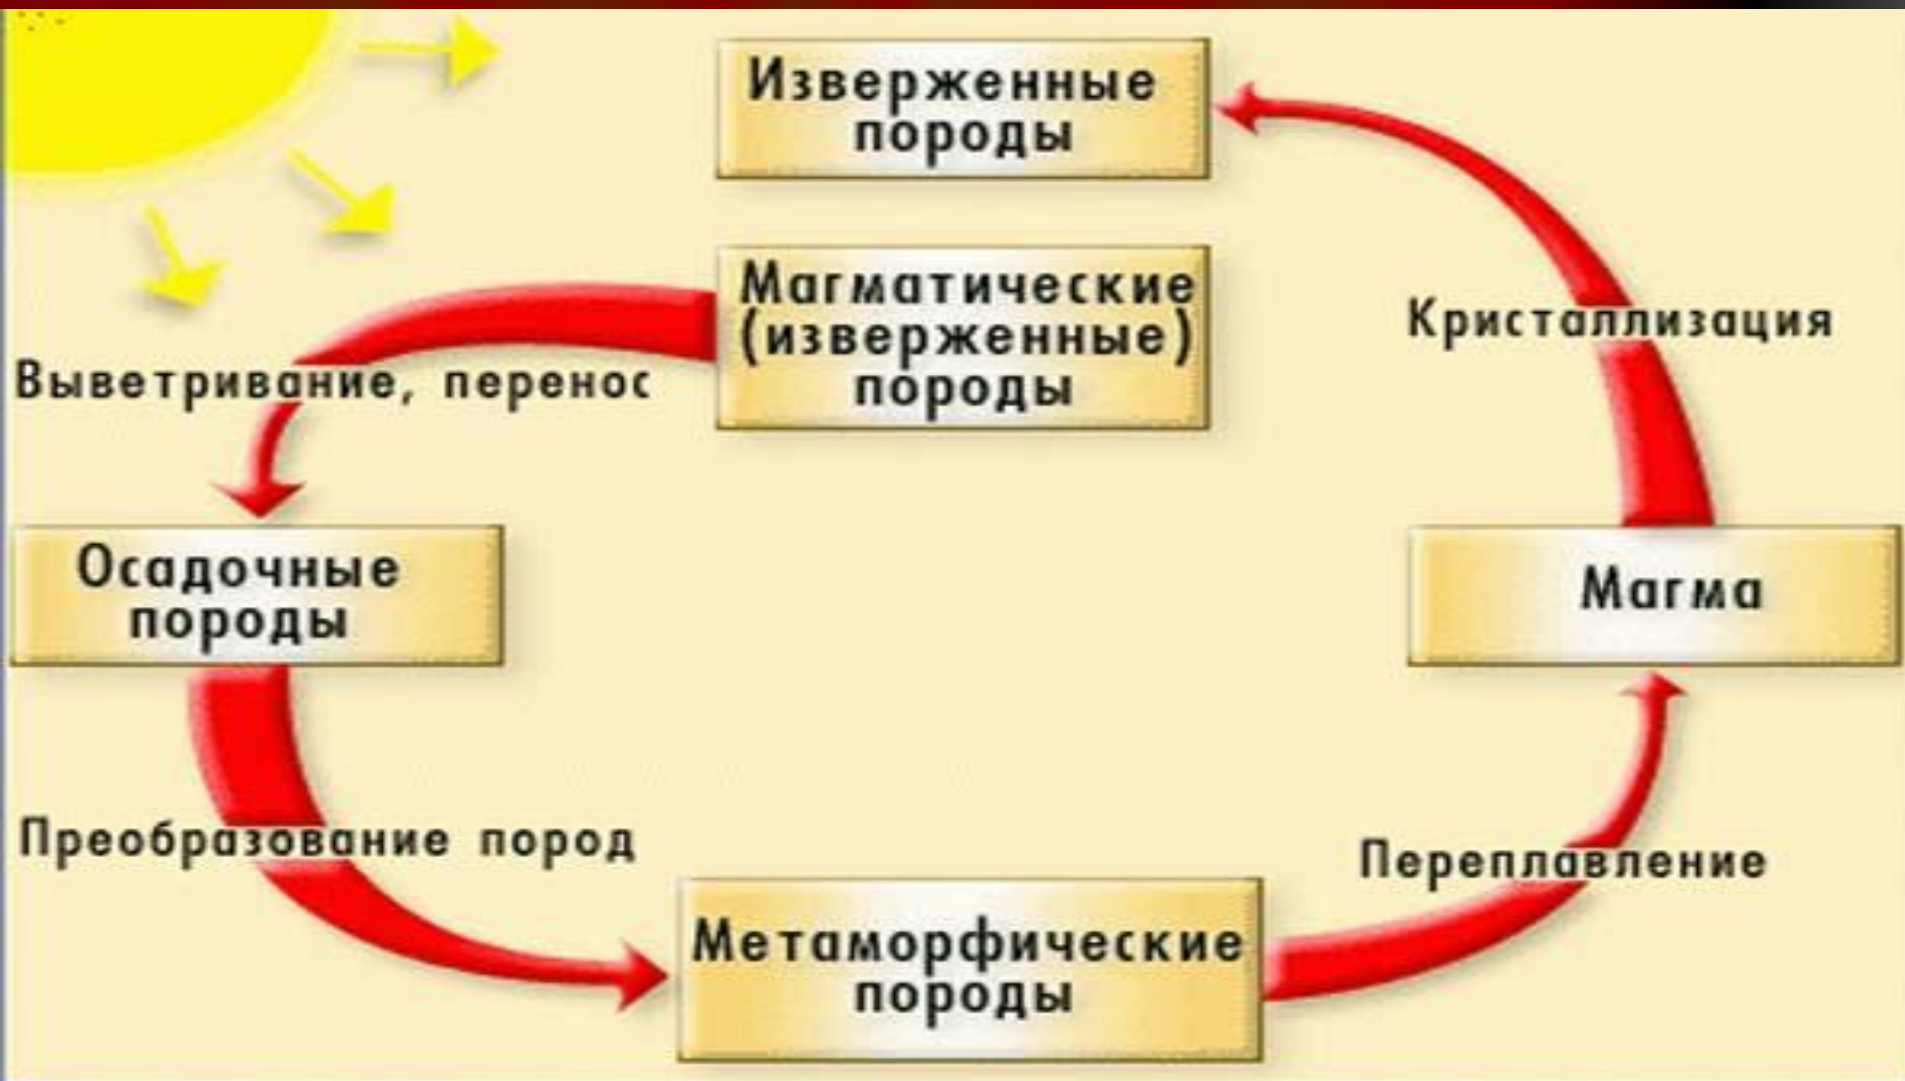 Изверженные
породы
Магматические
(изверженные)
породы
Кристаллизация
Выветривание, перенос
Осадочные
породы
Магма
Преобразование пород
Переплавление
Метаморфические
породы